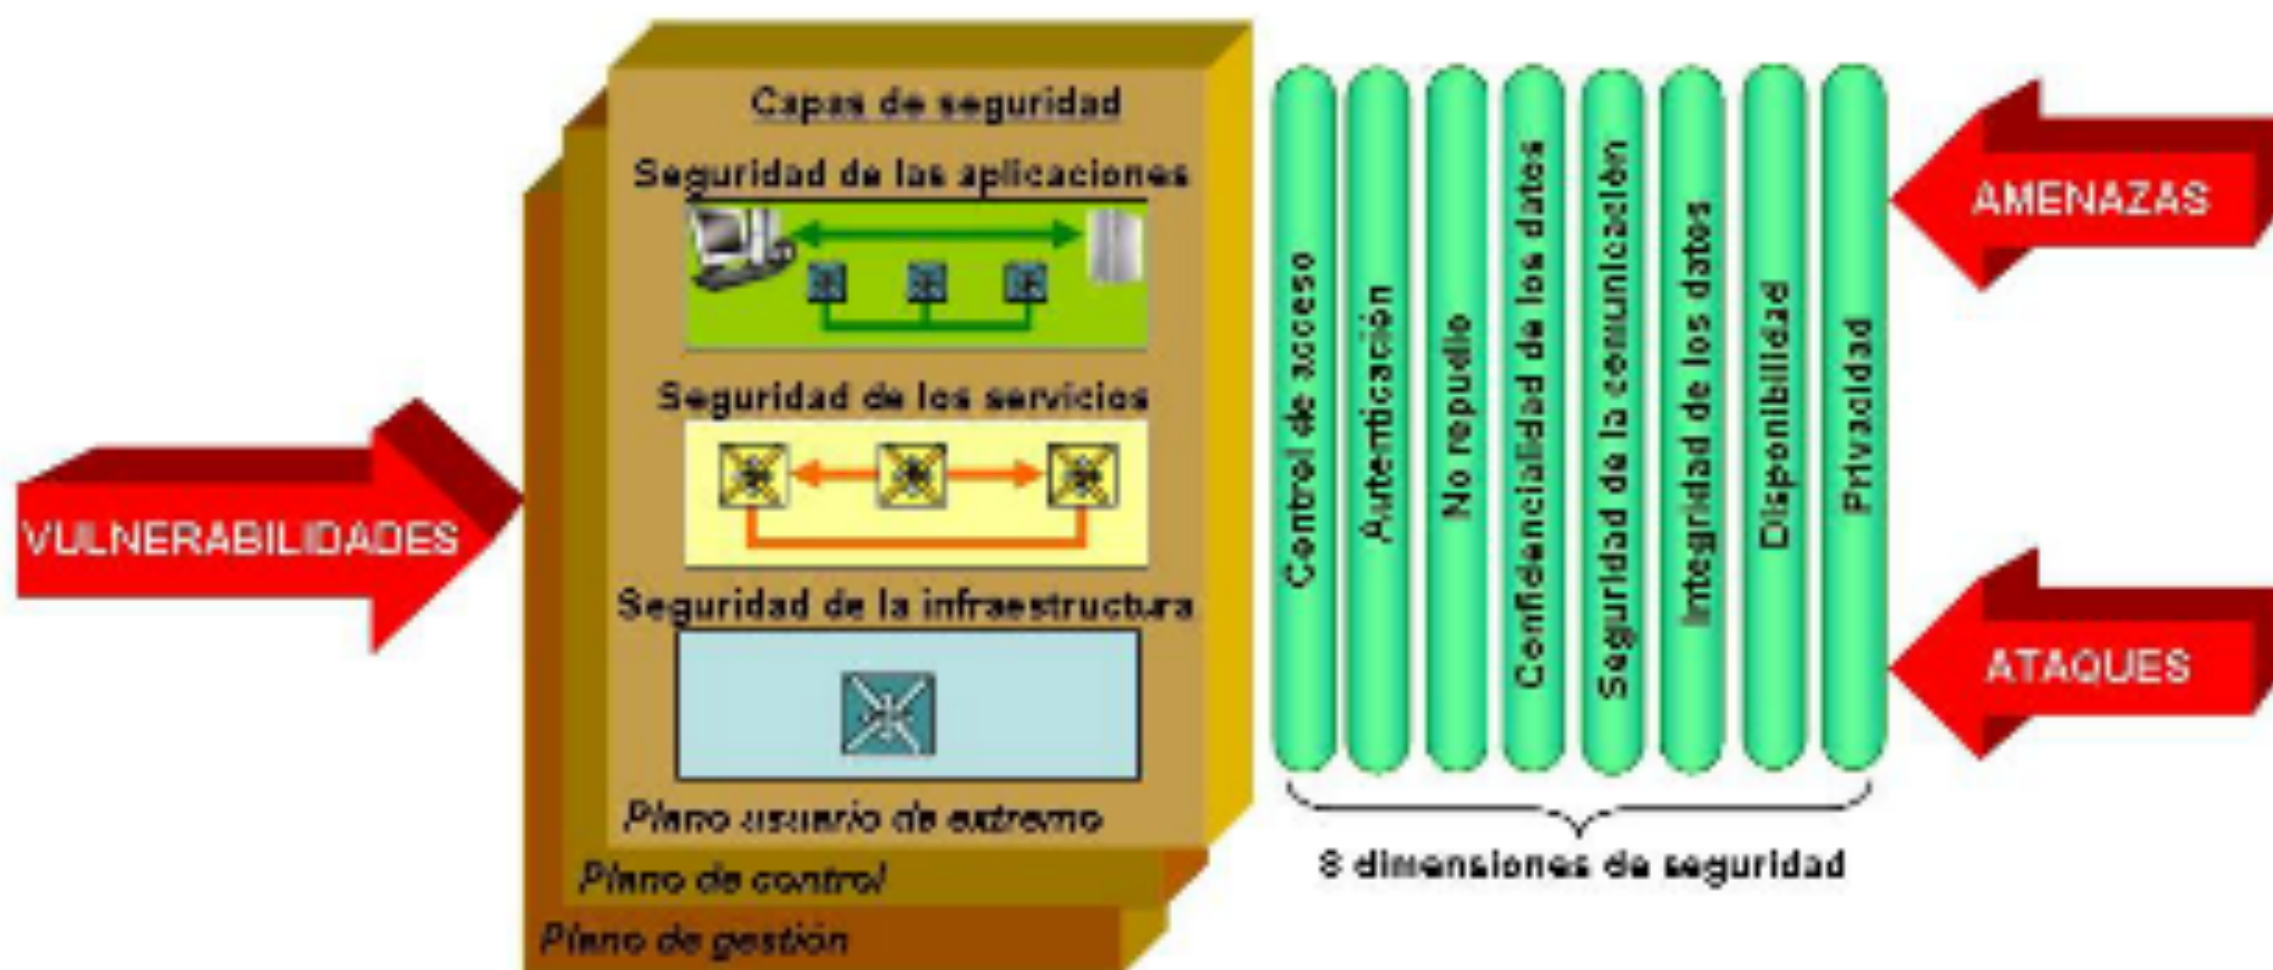 VULNERABILIDADES
Capas de seguridad
Seguridad de las aplicaciones
Seguridad de los servicios
Seguridad de la infraestructura
Plano usuario de extremo
Plano de control
Plano de gestión
Control de acceso
Autenticación
No repudio
Confidencialidad de los datos
Seguridad de la comunicación
Integridad de los datos
Disponibilidad
Privacidad
8 dimensiones de seguridad
AMENAZAS
ATAQUES